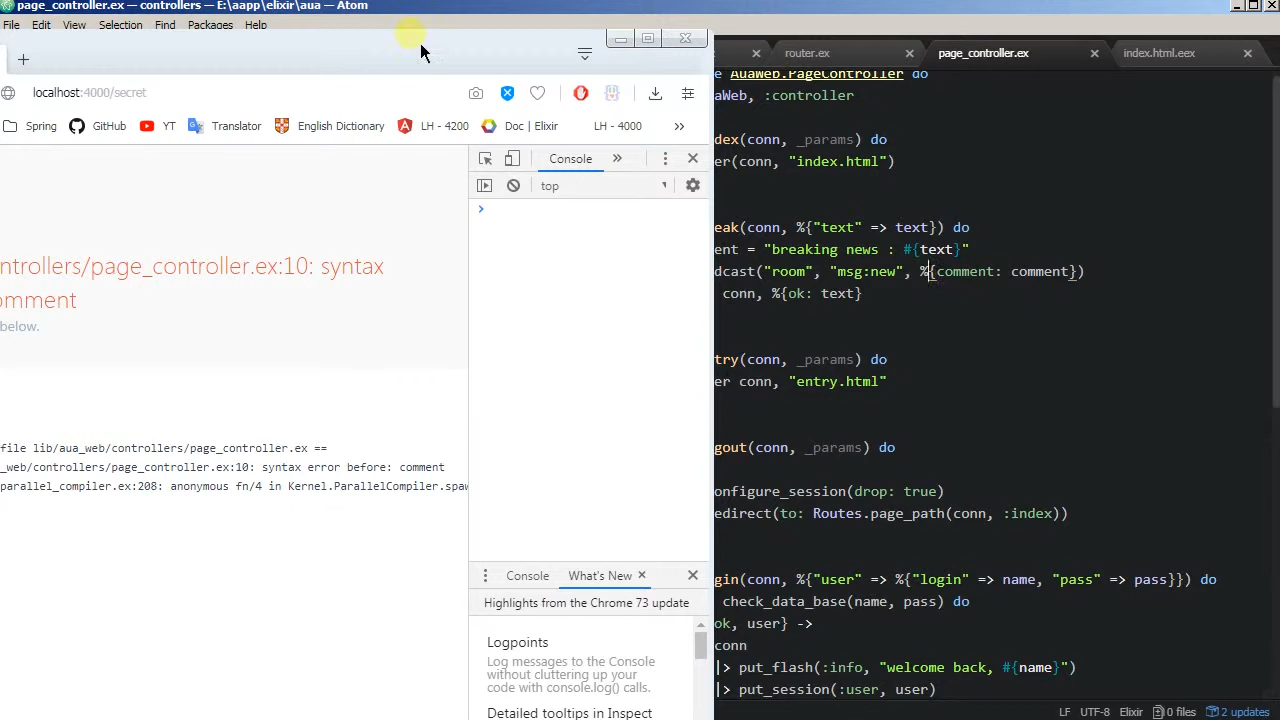 page_controller.ex — controllers — E:\aapp\elixir\aua — Atom
File Edit View Selection Find Packages Help
router.ex page_controller.ex index.html.eex
localhost:4000/secret
Spring GitHub YT Translator English Dictionary LH - 4200 Doc | Elixir LH - 4000 »
Console »
top
ntrollers/page_controller.ex:10: syntax
omment
below.
file lib/aua_web/controllers/page_controller.ex ==
_web/controllers/page_controller.ex:10: syntax error before: comment
parallel_compiler.ex:208: anonymous fn/4 in Kernel.ParallelCompiler.spaw
Console What's New ×
Highlights from the Chrome 73 update
Logpoints
Log messages to the Console
without cluttering up your
code with console.log() calls.
Detailed tooltips in Inspect
e AuaWeb.PageController do
uaWeb, :controller
dex(conn, _params) do
er(conn, "index.html")
eak(conn, %{"text" => text}) do
ent = "breaking news : #{text}"
dcast("room", "msg:new", %{comment: comment})
conn, %{ok: text}
try(conn, _params) do
er conn, "entry.html"
gout(conn, _params) do
onfigure_session(drop: true)
edirect(to: Routes.page_path(conn, :index))
gin(conn, %{"user" => %{"login" => name, "pass" => pass}}) do
check_data_base(name, pass) do
ok, user} ->
conn
|> put_flash(:info, "welcome back, #{name}")
|> put_session(:user, user)
LF UTF-8 Elixir 0 files 2 updates